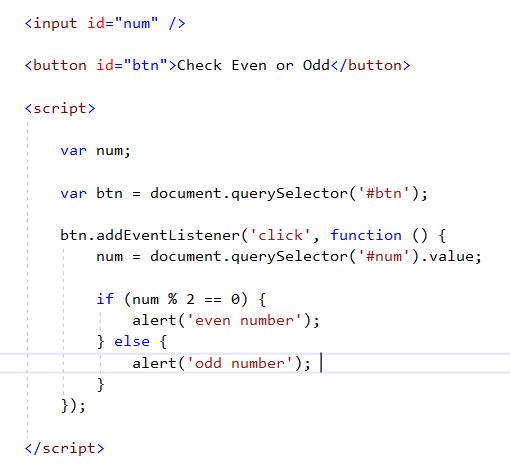 <input id="num" />
<button id="btn">Check Even or Odd</button>
<script>
var num;
var btn = document.querySelector('#btn');
btn.addEventListener('click', function () {
num = document.querySelector('#num').value;
if (num % 2 == 0) {
alert('even number');
} else {
alert('odd number');
}
});
</script>